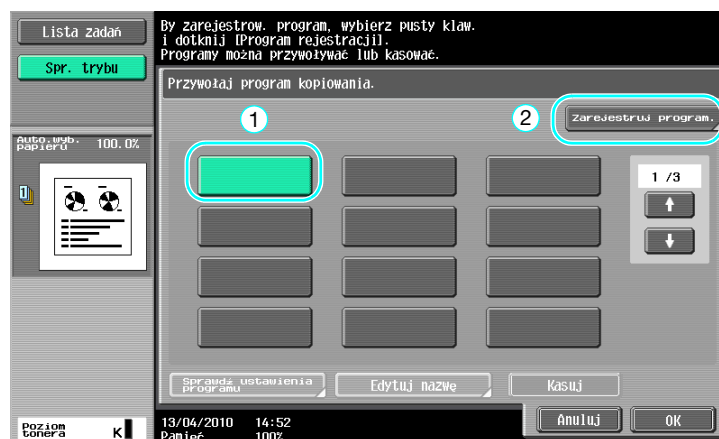 Lista zadań
Spr. trybu
By zarejestrow. program, wybierz pusty klaw.
i dotknij [Program rejestracji].
Programy można przywoływać lub kasować.
Przywołaj program kopiowania.
1
2
Zarejestruj program.
Auto.wyb.
papieru
100.0%
1
1 /3
Sprawdź ustawienia
programu
Edytuj nazwę
Kasuj
Anuluj
OK
Poziom
tonera
K
13/04/2010 14:52
Pamięć 100%